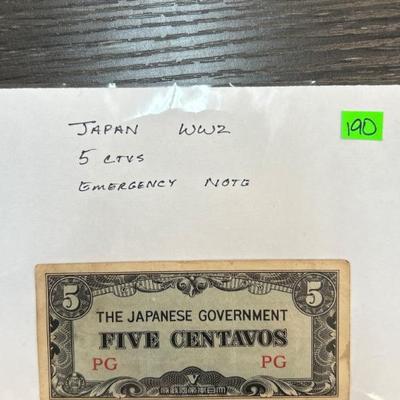 JAPAN WW2
190
5 CTVS
EMERGENCY NOTE
5 5
THE JAPANESE GOVERNMENT
FIVE CENTAVOS
PG PG